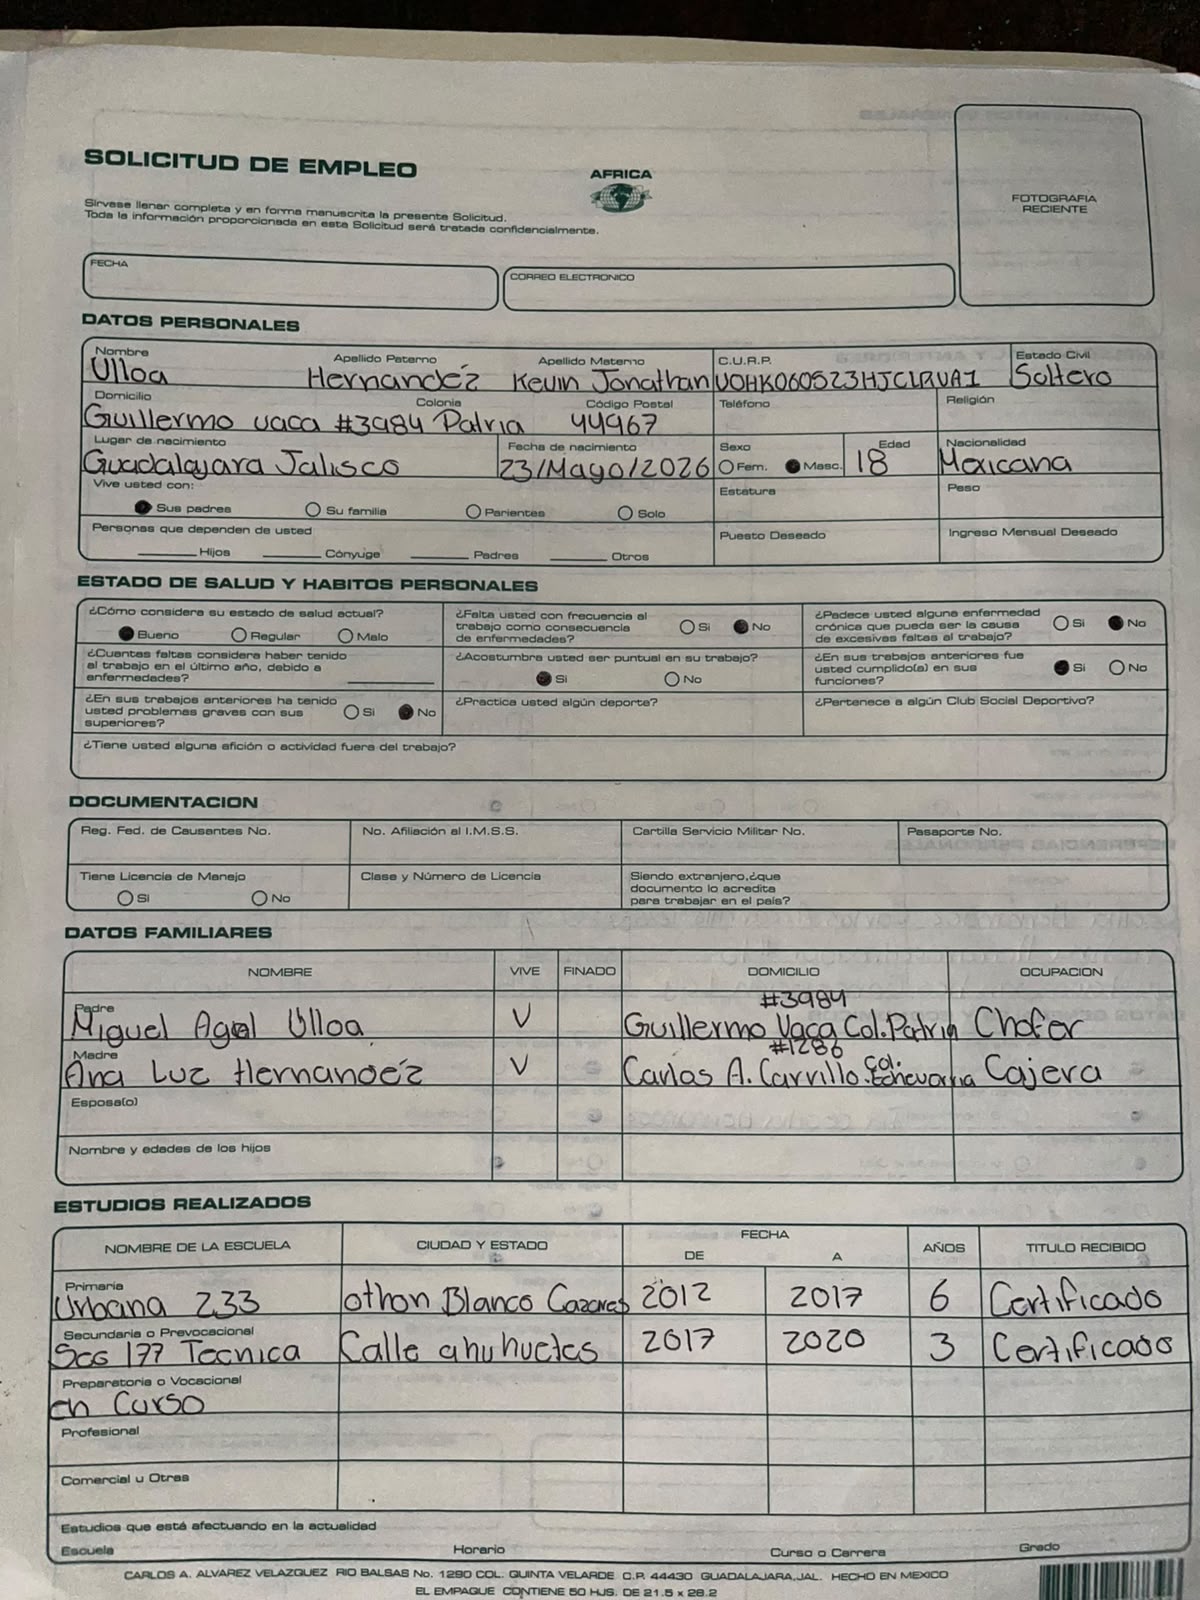 SOLICITUD DE EMPLEO
AFRICA
Sirvase llenar completa y en forma manuscrita la presente Solicitud.
Toda la información proporcionada en esta Solicitud será tratada confidencialmente.
FOTOGRAFIA
RECIENTE
FECHA
CORREO ELECTRONICO
DATOS PERSONALES
Nombre Apellido Paterno Apellido Materno C.U.R.P. Estado Civil
Ulloa Hernandéz Kevin Jonathan UOHK060523HJCLRVA1 Soltero
Domicilio Colonia Código Postal Teléfono Religión
Guillermo vaca #3984 Patria 44967
Lugar de nacimiento Fecha de nacimiento Sexo Edad Nacionalidad
Guadalajara Jalisco 23/Mayo/2026 Fem. Masc. 18 Mexicana
Vive usted con: Estatura Peso
Sus padres Su familia Parientes Solo
Personas que dependen de usted Puesto Deseado Ingreso Mensual Deseado
Hijos Cónyuge Padres Otros
ESTADO DE SALUD Y HABITOS PERSONALES
¿Cómo considera su estado de salud actual?
Bueno Regular Malo
¿Falta usted con frecuencia al
trabajo como consecuencia
de enfermedades?
Si No
¿Padece usted alguna enfermedad
crónica que pueda ser la causa
de excesivas faltas al trabajo?
Si No
¿Cuantas faltas considera haber tenido
al trabajo en el último año, debido a
enfermedades?
¿Acostumbra usted ser puntual en su trabajo?
Si No
¿En sus trabajos anteriores fue
usted cumplido(a) en sus
funciones?
Si No
¿En sus trabajos anteriores ha tenido
usted problemas graves con sus
superiores?
Si No
¿Practica usted algún deporte?
¿Pertenece a algún Club Social Deportivo?
¿Tiene usted alguna afición o actividad fuera del trabajo?
DOCUMENTACION
Reg. Fed. de Causantes No. No. Afiliación al I.M.S.S. Cartilla Servicio Militar No. Pasaporte No.
Tiene Licencia de Manejo
Si No
Clase y Número de Licencia
Siendo extranjero,¿que
documento lo acredita
para trabajar en el país?
DATOS FAMILIARES
NOMBRE VIVE FINADO DOMICILIO OCUPACION
Padre #3984
Miguel V Guillermo Vaca Col.Patria Chofer
Ulloa
Madre #1286
Ana Luz Hernandéz V Carlos A. Carrillo Col. Echevarria Cajera
Esposa(o)
Nombre y edades de los hijos
ESTUDIOS REALIZADOS
NOMBRE DE LA ESCUELA CIUDAD Y ESTADO FECHA AÑOS TITULO RECIBIDO
DE A
Primaria
Urbana 233 othon Blanco Cazares 2012 2017 6 Certificado
Secundaria o Prevocacional
177 Tecnica Calle ahuhuetes 2017 2020 3 Certificado
Preparatoria o Vocacional
en Curso
Profesional
Comercial u Otras
Estudios que está afectuando en la actualidad
Escuela Horario Curso o Carrera Grado
CARLOS A. ALVAREZ VELAZQUEZ RIO BALSAS No. 1290 COL. QUINTA VELARDE C.P. 44430 GUADALAJARA,JAL. HECHO EN MEXICO
EL EMPAQUE CONTIENE 50 HJS. DE 21.5 x 28.2